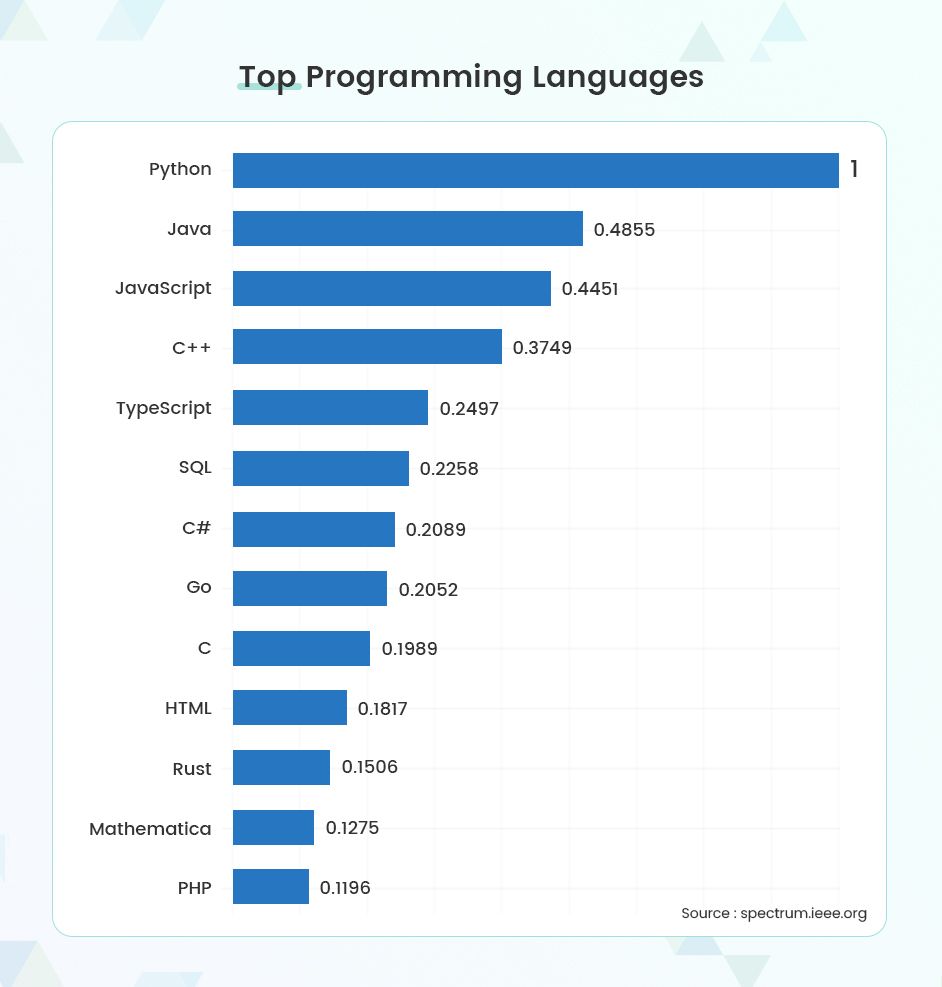 Top Programming Languages
Python 1
Java 0.4855
JavaScript 0.4451
C++ 0.3749
TypeScript 0.2497
SQL 0.2258
C# 0.2089
Go 0.2052
C 0.1989
HTML 0.1817
Rust 0.1506
Mathematica 0.1275
PHP 0.1196
Source : spectrum.ieee.org